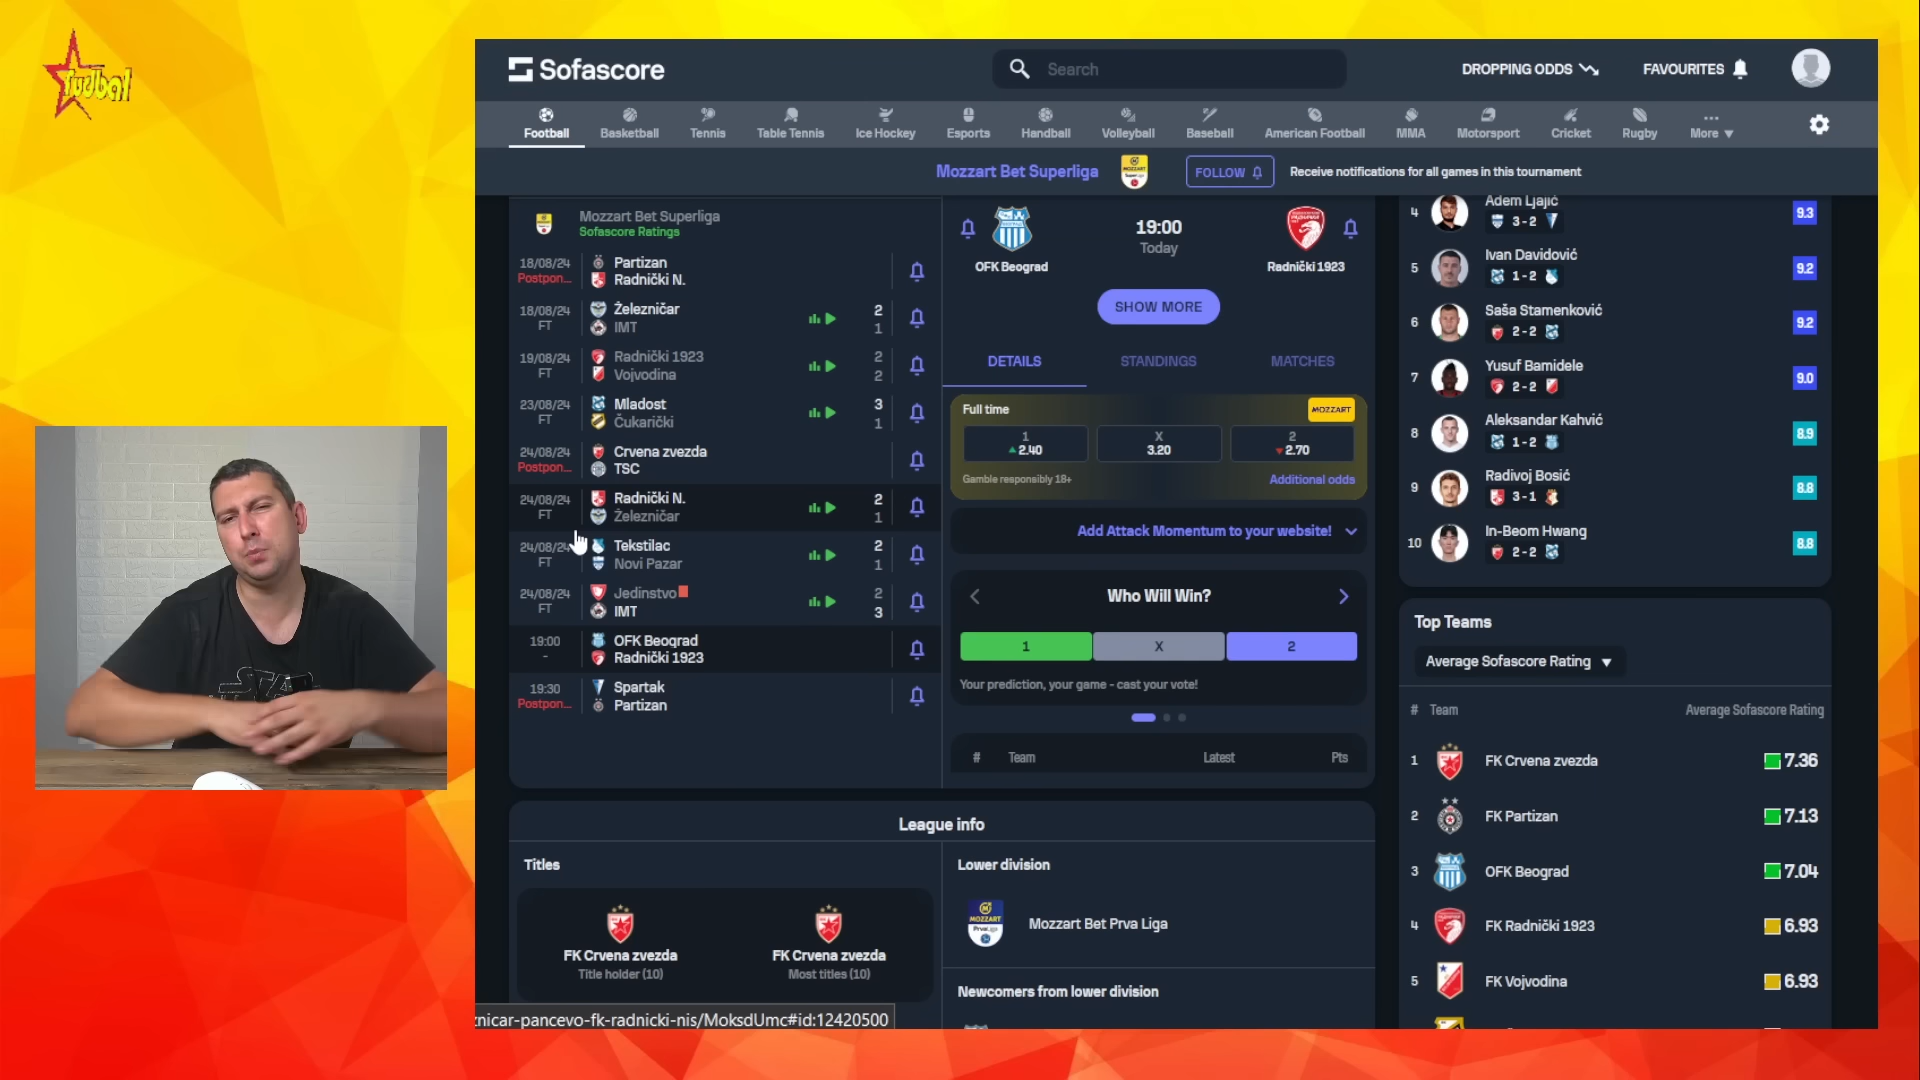 fudbal
Sofascore
Search
DROPPING ODDS
FAVOURITES
Football
Basketball
Tennis
Table Tennis
Ice Hockey
Esports
Handball
Volleyball
Baseball
American Football
MMA
Motorsport
Cricket
Rugby
More
Mozzart Bet Superliga
FOLLOW
Receive notifications for all games in this tournament
Mozzart Bet Superliga
Sofascore Ratings
18/08/24 Partizan
Postpon... Radnički N.
18/08/24 Železničar 2
FT IMT 1
19/08/24 Radnički 1923 2
FT Vojvodina 2
23/08/24 Mladost 3
FT Čukarički 1
24/08/24 Crvena zvezda
Postpon... TSC
24/08/24 Radnički N. 2
FT Železničar 1
24/08/24 Tekstilac 2
FT Novi Pazar 1
24/08/24 Jedinstvo 2
FT IMT 3
19:00 OFK Beograd
- Radnički 1923
19:30 Spartak
Postpon... Partizan
19:00
Today
OFK Beograd
Radnički 1923
SHOW MORE
DETAILS
STANDINGS
MATCHES
Full time
MOZZART
1 X 2
2.40 3.20 2.70
Gamble responsibly 18+
Additional odds
Add Attack Momentum to your website!
Who Will Win?
1 X 2
Your prediction, your game - cast your vote!
# Team Latest Pts
4 Adem Ljajić 9.3
3-2
5 Ivan Davidović 9.2
1-2
6 Saša Stamenković 9.2
2-2
7 Yusuf Bamidele 9.0
2-2
8 Aleksandar Kahvić 8.9
1-2
9 Radivoj Bosić 8.8
3-1
10 In-Beom Hwang 8.8
2-2
Top Teams
Average Sofascore Rating
# Team Average Sofascore Rating
1 FK Crvena zvezda 7.36
2 FK Partizan 7.13
3 OFK Beograd 7.04
4 FK Radnički 1923 6.93
5 FK Vojvodina 6.93
League info
Titles
FK Crvena zvezda
Title holder (10)
FK Crvena zvezda
Most titles (10)
Lower division
MOZZART
Mozzart Bet Prva Liga
Newcomers from lower division
znicar-pancevo-fk-radnicki-nis/MoksdUmc#id:12420500